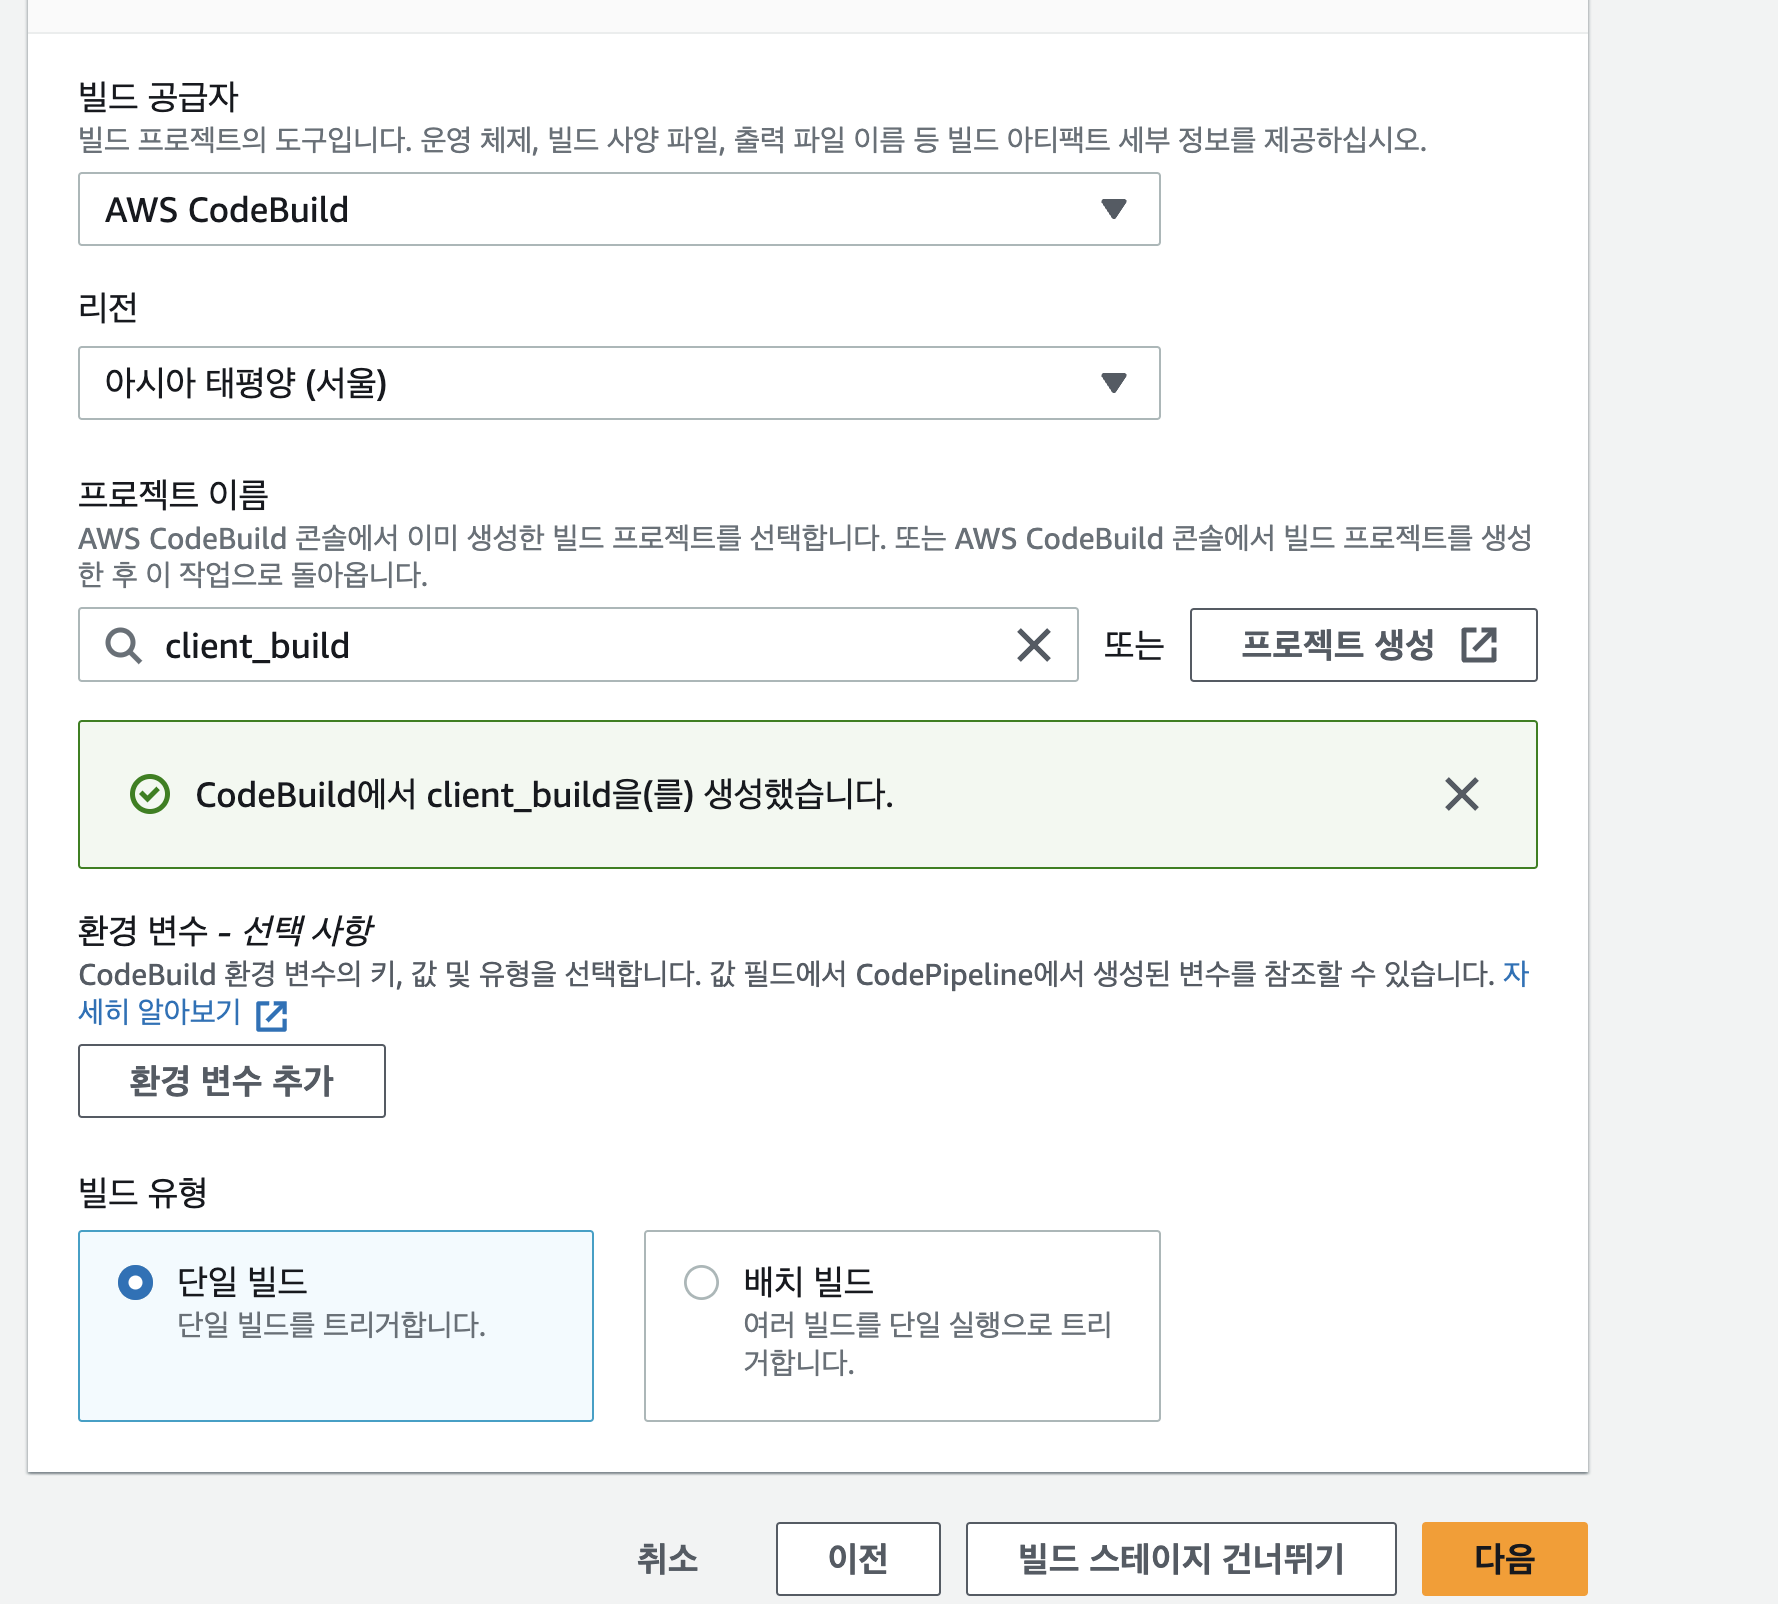 빌드 공급자
빌드 프로젝트의 도구입니다. 운영 체제, 빌드 사양 파일, 출력 파일 이름 등 빌드 아티팩트 세부 정보를 제공하십시오.
AWS CodeBuild
리전
아시아 태평양 (서울)
프로젝트 이름
AWS CodeBuild 콘솔에서 이미 생성한 빌드 프로젝트를 선택합니다. 또는 AWS CodeBuild 콘솔에서 빌드 프로젝트를 생성
한 후 이 작업으로 돌아옵니다.
client_build 또는 프로젝트 생성
CodeBuild에서 client_build을(를) 생성했습니다.
환경 변수 - 선택 사항
CodeBuild 환경 변수의 키, 값 및 유형을 선택합니다. 값 필드에서 CodePipeline에서 생성된 변수를 참조할 수 있습니다. 자
세히 알아보기
환경 변수 추가
빌드 유형
단일 빌드
단일 빌드를 트리거합니다.
배치 빌드
여러 빌드를 단일 실행으로 트리
거합니다.
취소 이전 빌드 스테이지 건너뛰기 다음